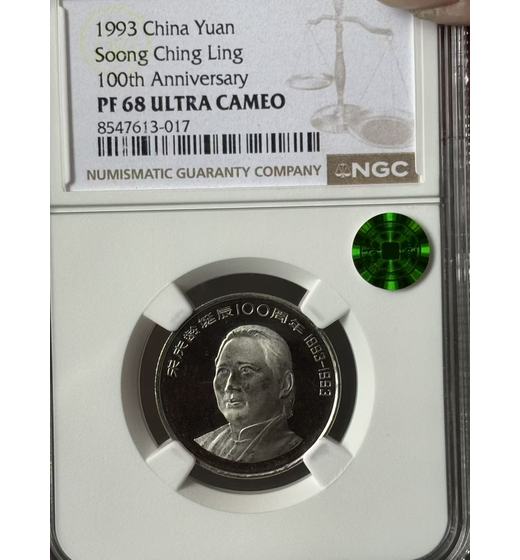 1993 China Yuan
Soong Ching Ling
100th Anniversary
PF 68 ULTRA CAMEO
8547613-017
NUMISMATIC GUARANTY COMPANY
NGC
宋庆龄诞辰100周年 1893-1993